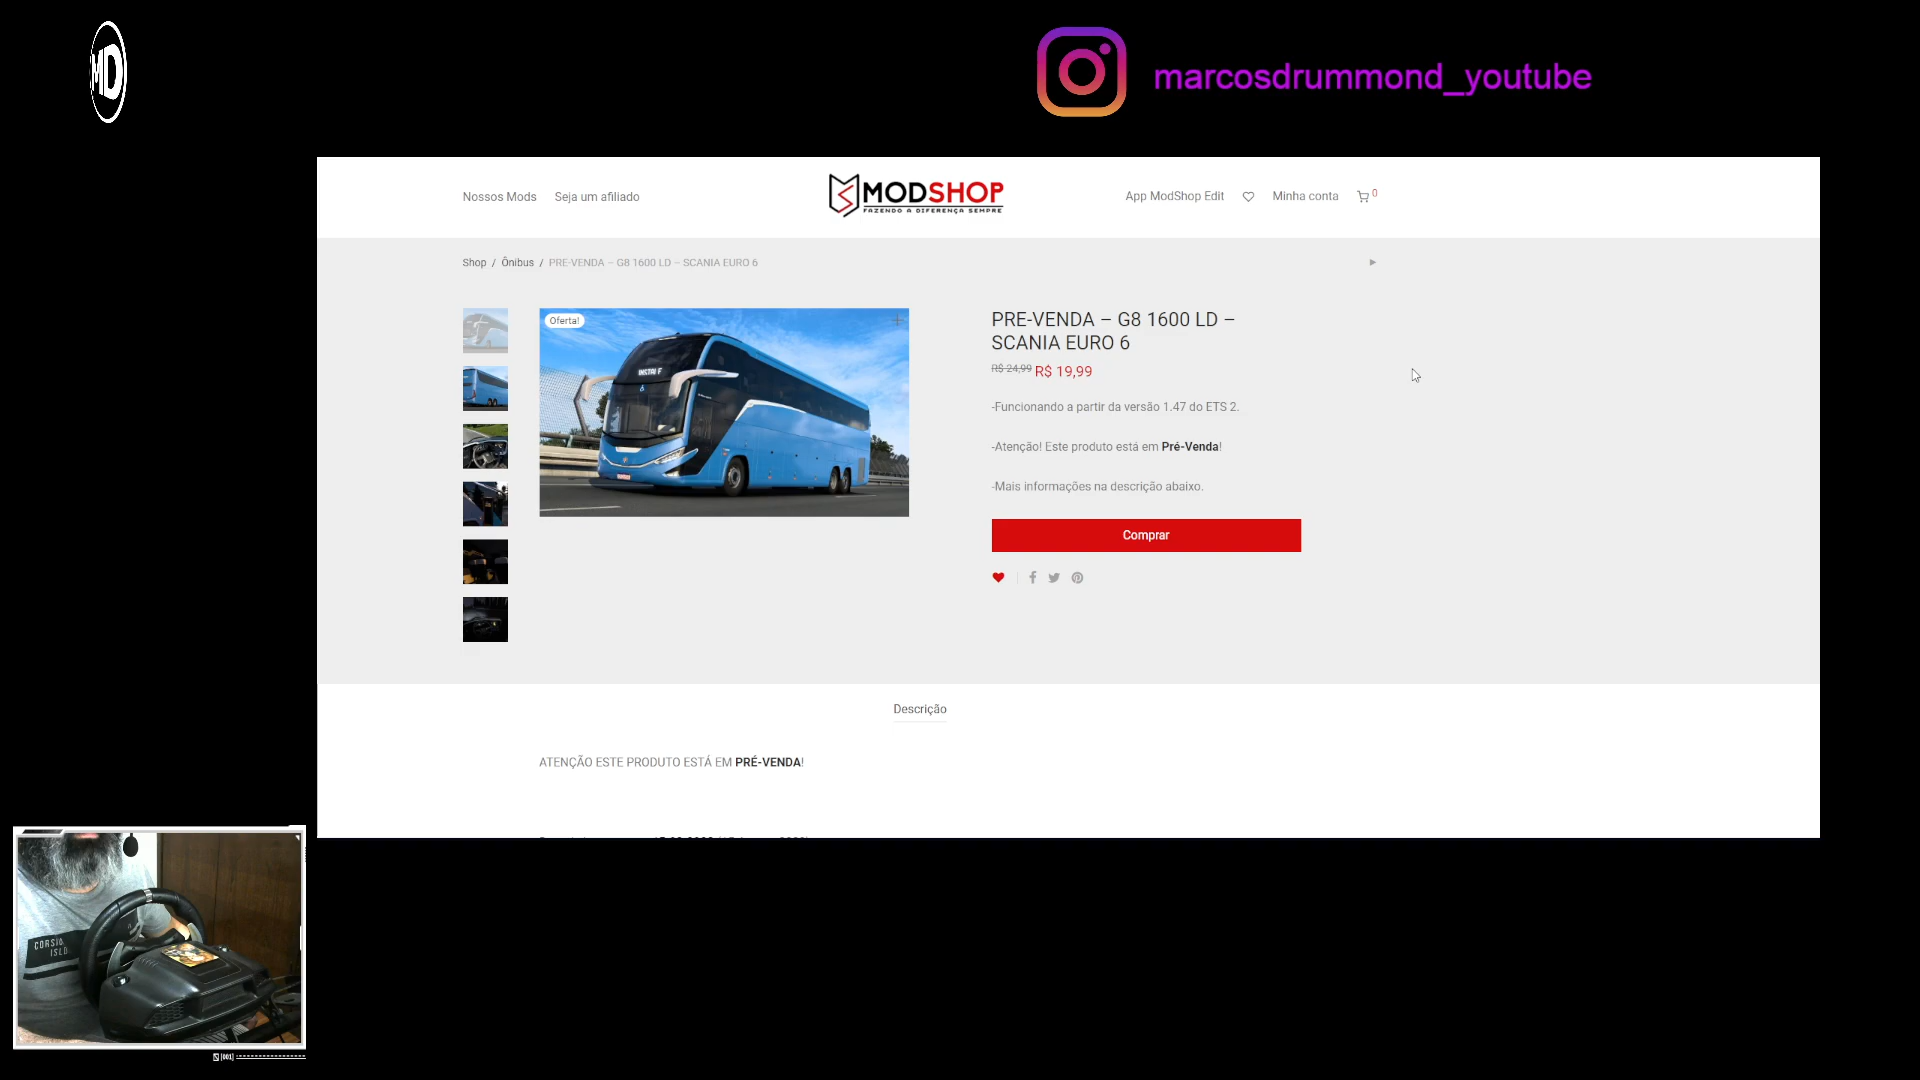 MD
marcosdrummond_youtube
Nossos Mods
Seja um afiliado
MODSHOP
FAZENDO A DIFERENÇA SEMPRE
App ModShop Edit
Minha conta
0
Shop / Ônibus / PRE-VENDA – G8 1600 LD – SCANIA EURO 6
Oferta!
PRE-VENDA – G8 1600 LD –
SCANIA EURO 6
R$ 24,99 R$ 19,99
-Funcionando a partir da versão 1.47 do ETS 2.
-Atenção! Este produto está em Pré-Venda!
-Mais informações na descrição abaixo.
Comprar
Descrição
ATENÇÃO ESTE PRODUTO ESTÁ EM PRÉ-VENDA!
[001]